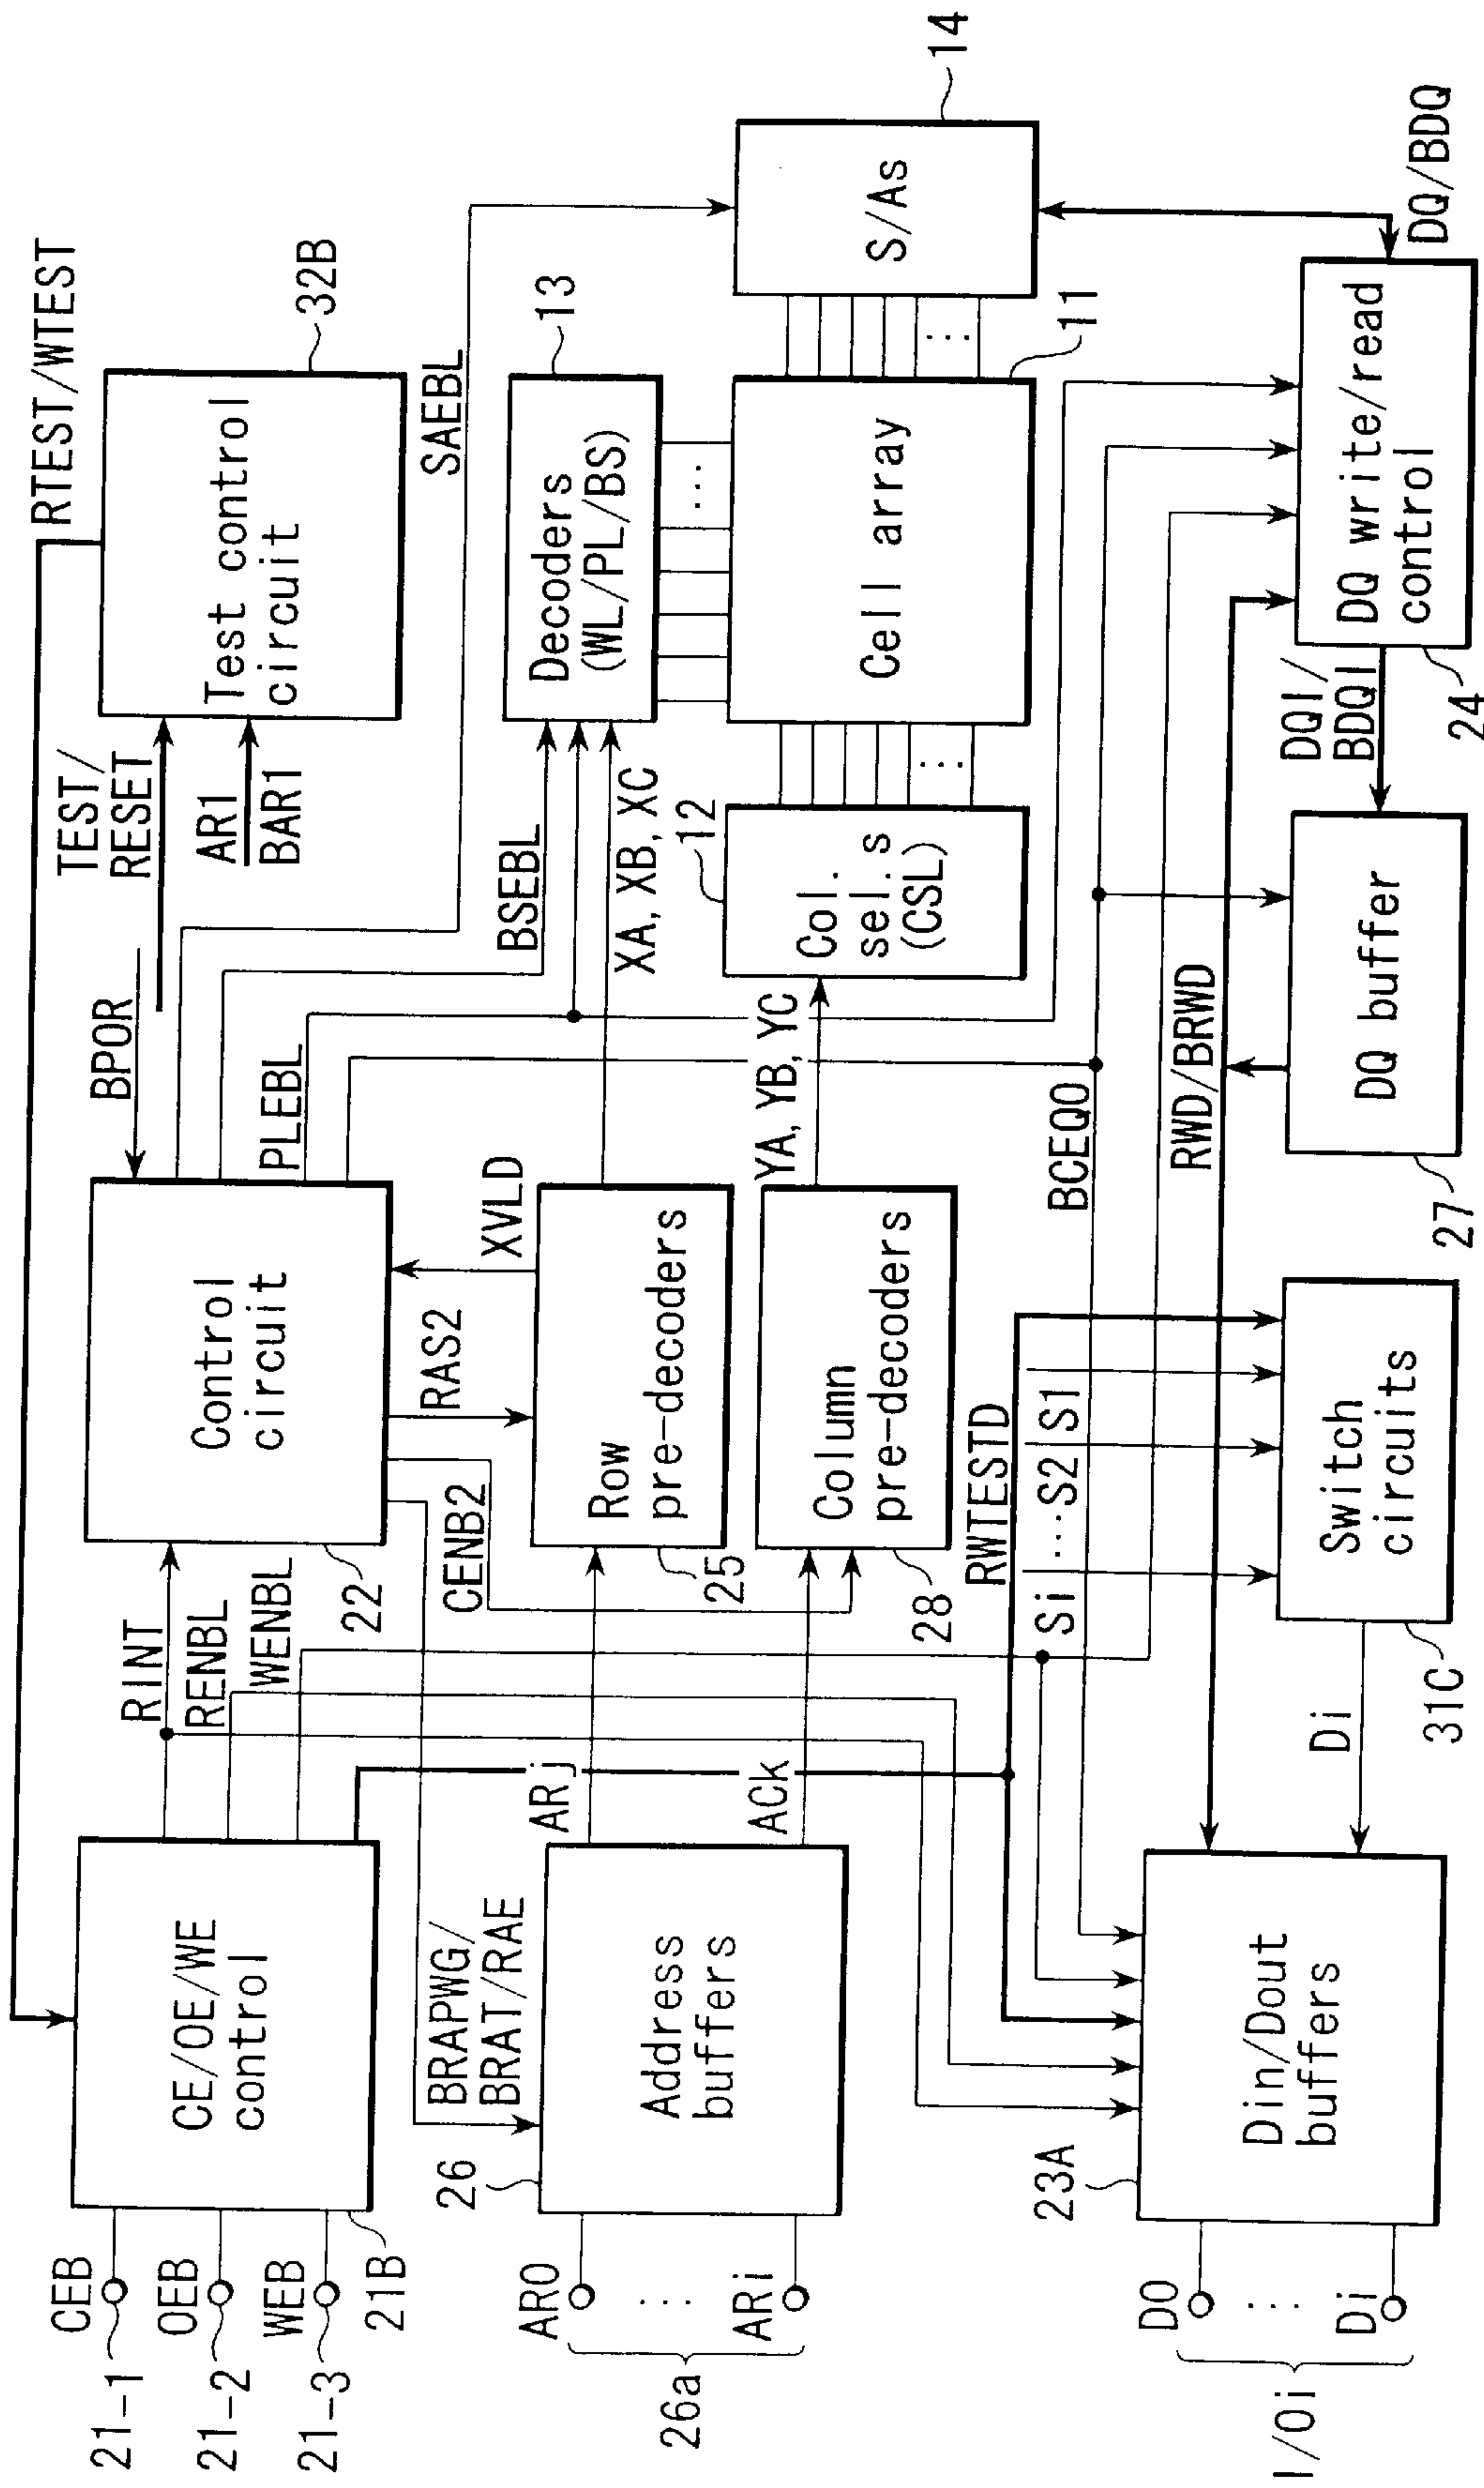 RTEST/WTEST
CEB
21-1
OEB
21-2
WEB
21-3
21B
CE/OE/WE
control
RINT
RENBL
WENBL
Control
circuit
22
BPOR
PLEBL
TEST/
RESET
AR1
BAR1
Test control
circuit
32B
SAEBL
BRAPWG/
BRAT/RAE
CENB2
RAS2
XVLD
BSEBL
XA, XB, XC
Decoders
(WL/PL/BS)
13
AR0
⋮
ARi
26a
26
Address
buffers
ARj
ACk
Row
pre-decoders
25
Column
pre-decoders
28
YA, YB, YC
12
Col.
sel.s
(CSL)
Cell array
11
S/As
14
RWTESTD
BCEQ0
Si ...S2 S1
RWD/BRWD
D0
⋮
Di
I/Oi
23A
Din/Dout
buffers
Di
Switch
circuits
31C
DQ buffer
27
DQI/
BDQI
DQ write/read
control
24
DQ/BDQ